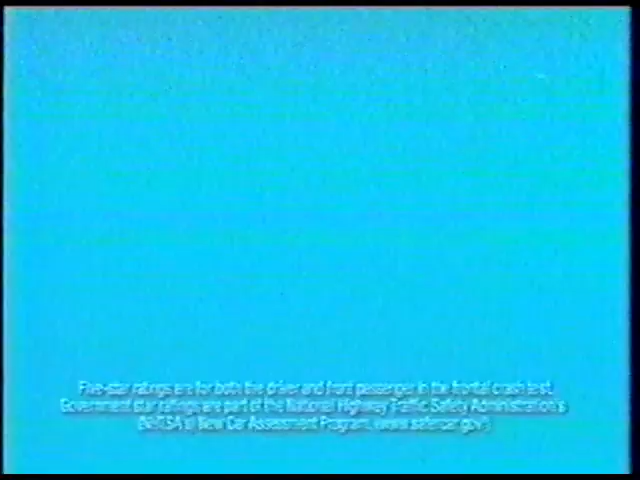 Five-star ratings are for both the driver and front passenger in the frontal crash test.
Government star ratings are part of the National Highway Traffic Safety Administration's
(NHTSA's) New Car Assessment Program. (www.safercar.gov)